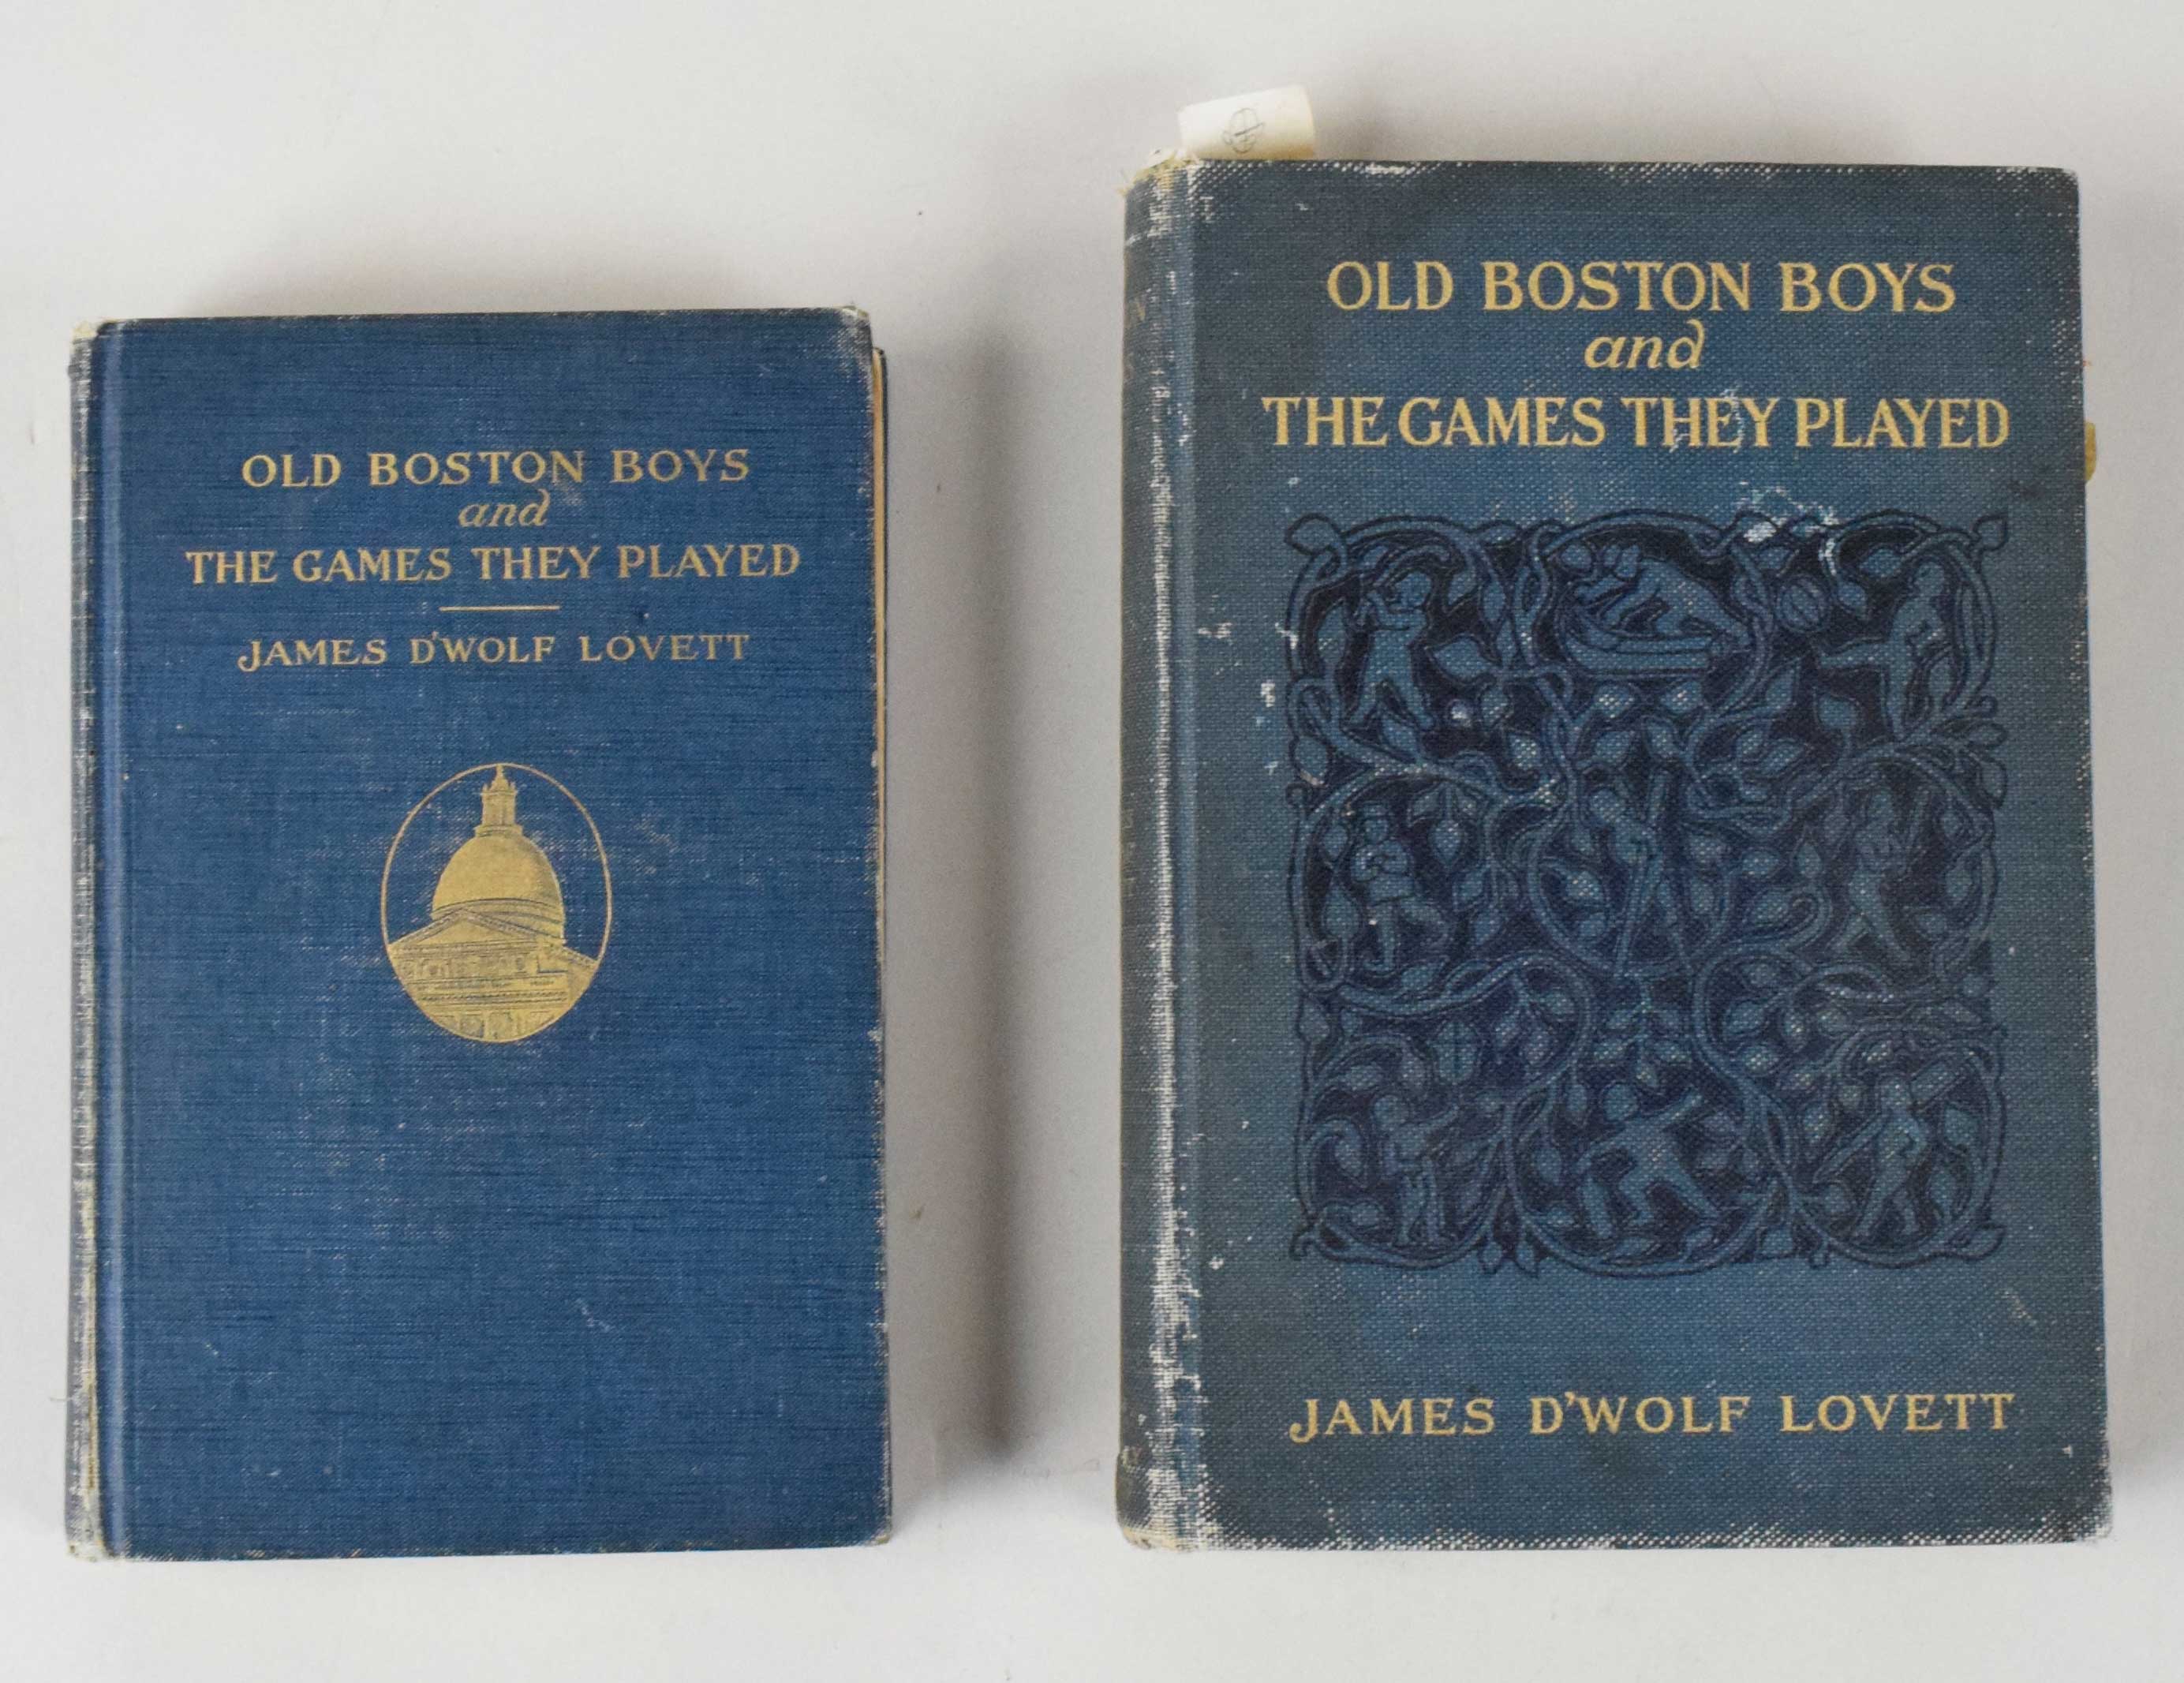 OLD BOSTON BOYS
and
THE GAMES THEY PLAYED
JAMES D'WOLF LOVETT
OLD BOSTON BOYS
and
THE GAMES THEY PLAYED
JAMES D'WOLF LOVETT